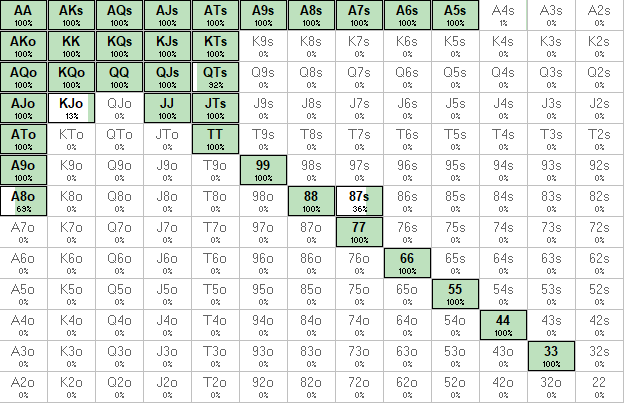 AA AKs AQs AJs ATs A9s A8s A7s A6s A5s A4s A3s A2s
100% 100% 100% 100% 100% 100% 100% 100% 100% 100% 1% 0% 0%
AKo KK KQs KJs KTs K9s K8s K7s K6s K5s K4s K3s K2s
100% 100% 100% 100% 100% 0% 0% 0% 0% 0% 0% 0% 0%
AQo KQo QQ QJs QTs Q9s Q8s Q7s Q6s Q5s Q4s Q3s Q2s
100% 100% 100% 100% 92% 0% 0% 0% 0% 0% 0% 0% 0%
AJo KJo QJo JJ JTs J9s J8s J7s J6s J5s J4s J3s J2s
100% 13% 0% 100% 100% 0% 0% 0% 0% 0% 0% 0% 0%
ATo KTo QTo JTo TT T9s T8s T7s T6s T5s T4s T3s T2s
100% 0% 0% 0% 100% 0% 0% 0% 0% 0% 0% 0% 0%
A9o K9o Q9o J9o T9o 99 98s 97s 96s 95s 94s 93s 92s
100% 0% 0% 0% 0% 100% 0% 0% 0% 0% 0% 0% 0%
A8o K8o Q8o J8o T8o 98o 88 87s 86s 85s 84s 83s 82s
69% 0% 0% 0% 0% 0% 100% 36% 0% 0% 0% 0% 0%
A7o K7o Q7o J7o T7o 97o 87o 77 76s 75s 74s 73s 72s
0% 0% 0% 0% 0% 0% 0% 100% 0% 0% 0% 0% 0%
A6o K6o Q6o J6o T6o 96o 86o 76o 66 65s 64s 63s 62s
0% 0% 0% 0% 0% 0% 0% 0% 100% 0% 0% 0% 0%
A5o K5o Q5o J5o T5o 95o 85o 75o 65o 55 54s 53s 52s
0% 0% 0% 0% 0% 0% 0% 0% 0% 100% 0% 0% 0%
A4o K4o Q4o J4o T4o 94o 84o 74o 64o 54o 44 43s 42s
0% 0% 0% 0% 0% 0% 0% 0% 0% 0% 100% 0% 0%
A3o K3o Q3o J3o T3o 93o 83o 73o 63o 53o 43o 33 32s
0% 0% 0% 0% 0% 0% 0% 0% 0% 0% 0% 100% 0%
A2o K2o Q2o J2o T2o 92o 82o 72o 62o 52o 42o 32o 22
0% 0% 0% 0% 0% 0% 0% 0% 0% 0% 0% 0% 0%